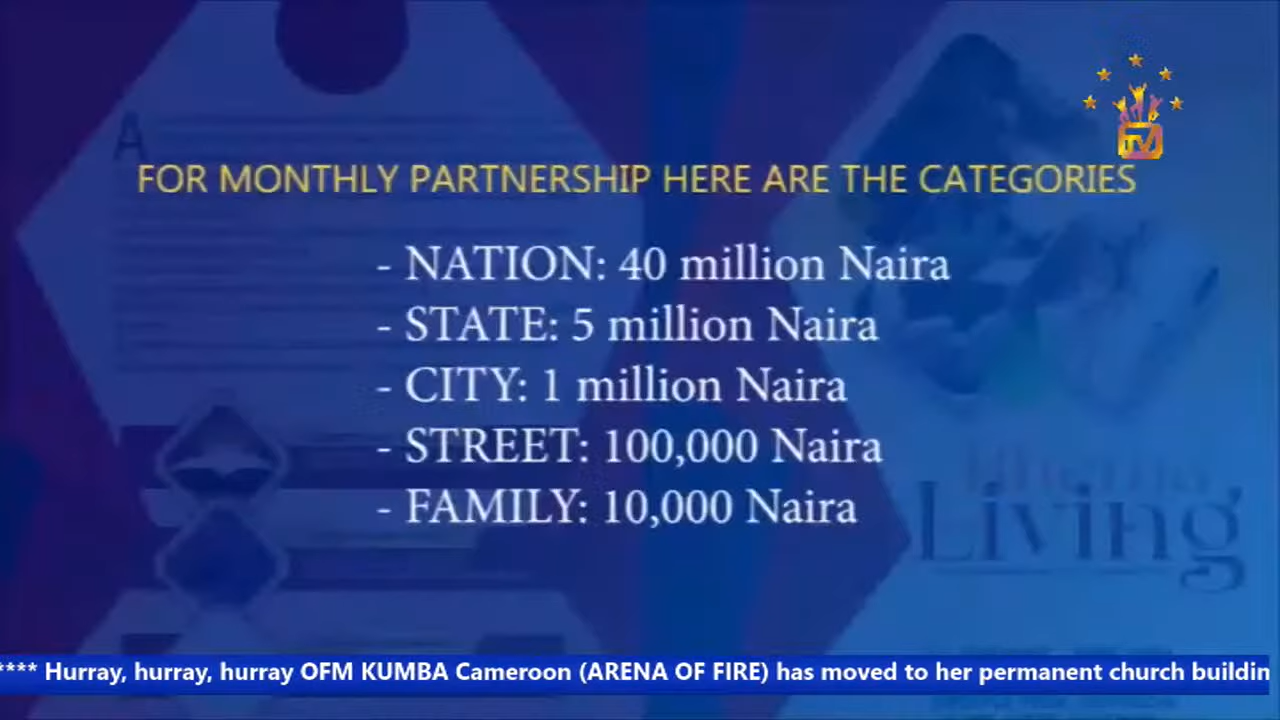 TV
A
FOR MONTHLY PARTNERSHIP HERE ARE THE CATEGORIES
- NATION: 40 million Naira
- STATE: 5 million Naira
- CITY: 1 million Naira
- STREET: 100,000 Naira
- FAMILY: 10,000 Naira
Living
**** Hurray, hurray, hurray OFM KUMBA Cameroon (ARENA OF FIRE) has moved to her permanent church buildin